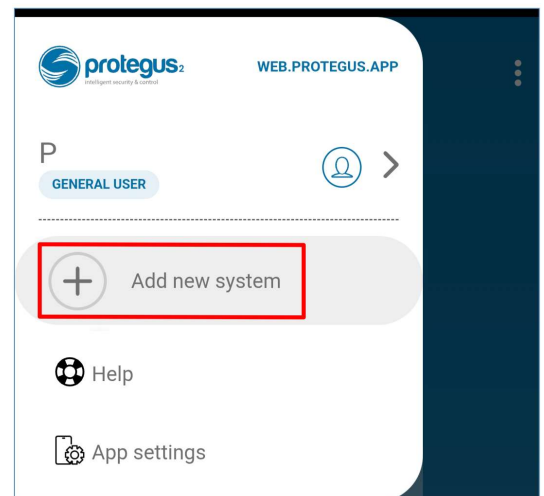 protegus2
Intelligent security & control
WEB.PROTEGUS.APP
P
GENERAL USER
Add new system
Help
App settings